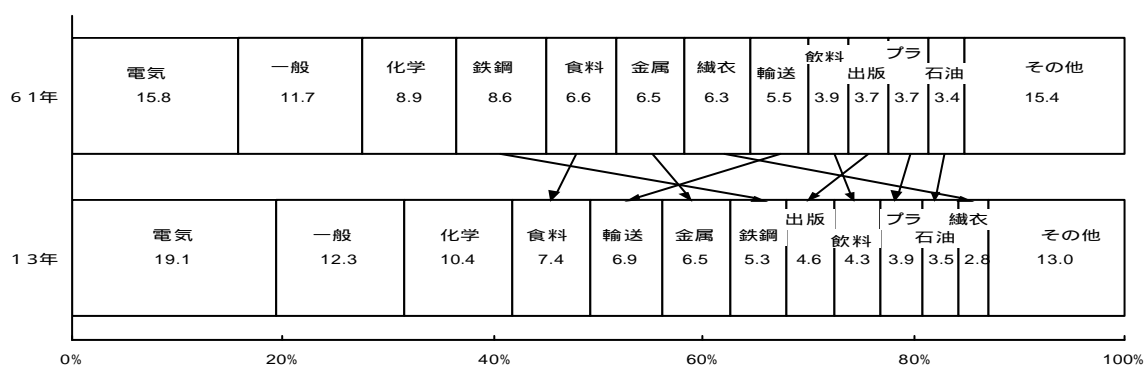 電気 一般 化学 鉄鋼 食料 金属 繊衣 輸送 飲料 出版 プラ 石油 その他
61年 15.8 11.7 8.9 8.6 6.6 6.5 6.3 5.5 3.9 3.7 3.7 3.4 15.4
電気 一般 化学 食料 輸送 金属 鉄鋼 出版 飲料 プラ 石油 繊衣 その他
13年 19.1 12.3 10.4 7.4 6.9 6.5 5.3 4.6 4.3 3.9 3.5 2.8 13.0
0% 20% 40% 60% 80% 100%